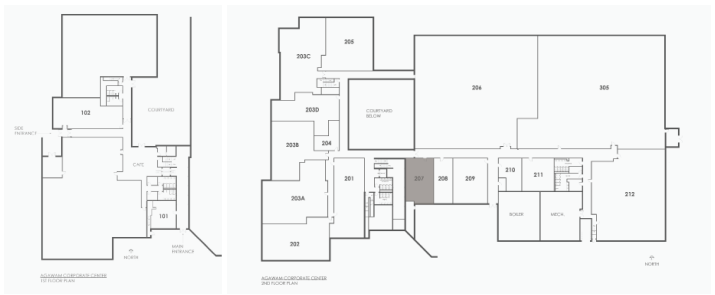 102
COURTYARD
SIDE
ENTRANCE
CAFE
101
MAIN
ENTRANCE
NORTH
AGAWAM CORPORATE CENTER
1ST FLOOR PLAN
205
203C
203D
COURTYARD
BELOW
206
305
203B
204
201
207
208
209
210
211
212
203A
202
BOILER
MECH.
NORTH
AGAWAM CORPORATE CENTER
2ND FLOOR PLAN